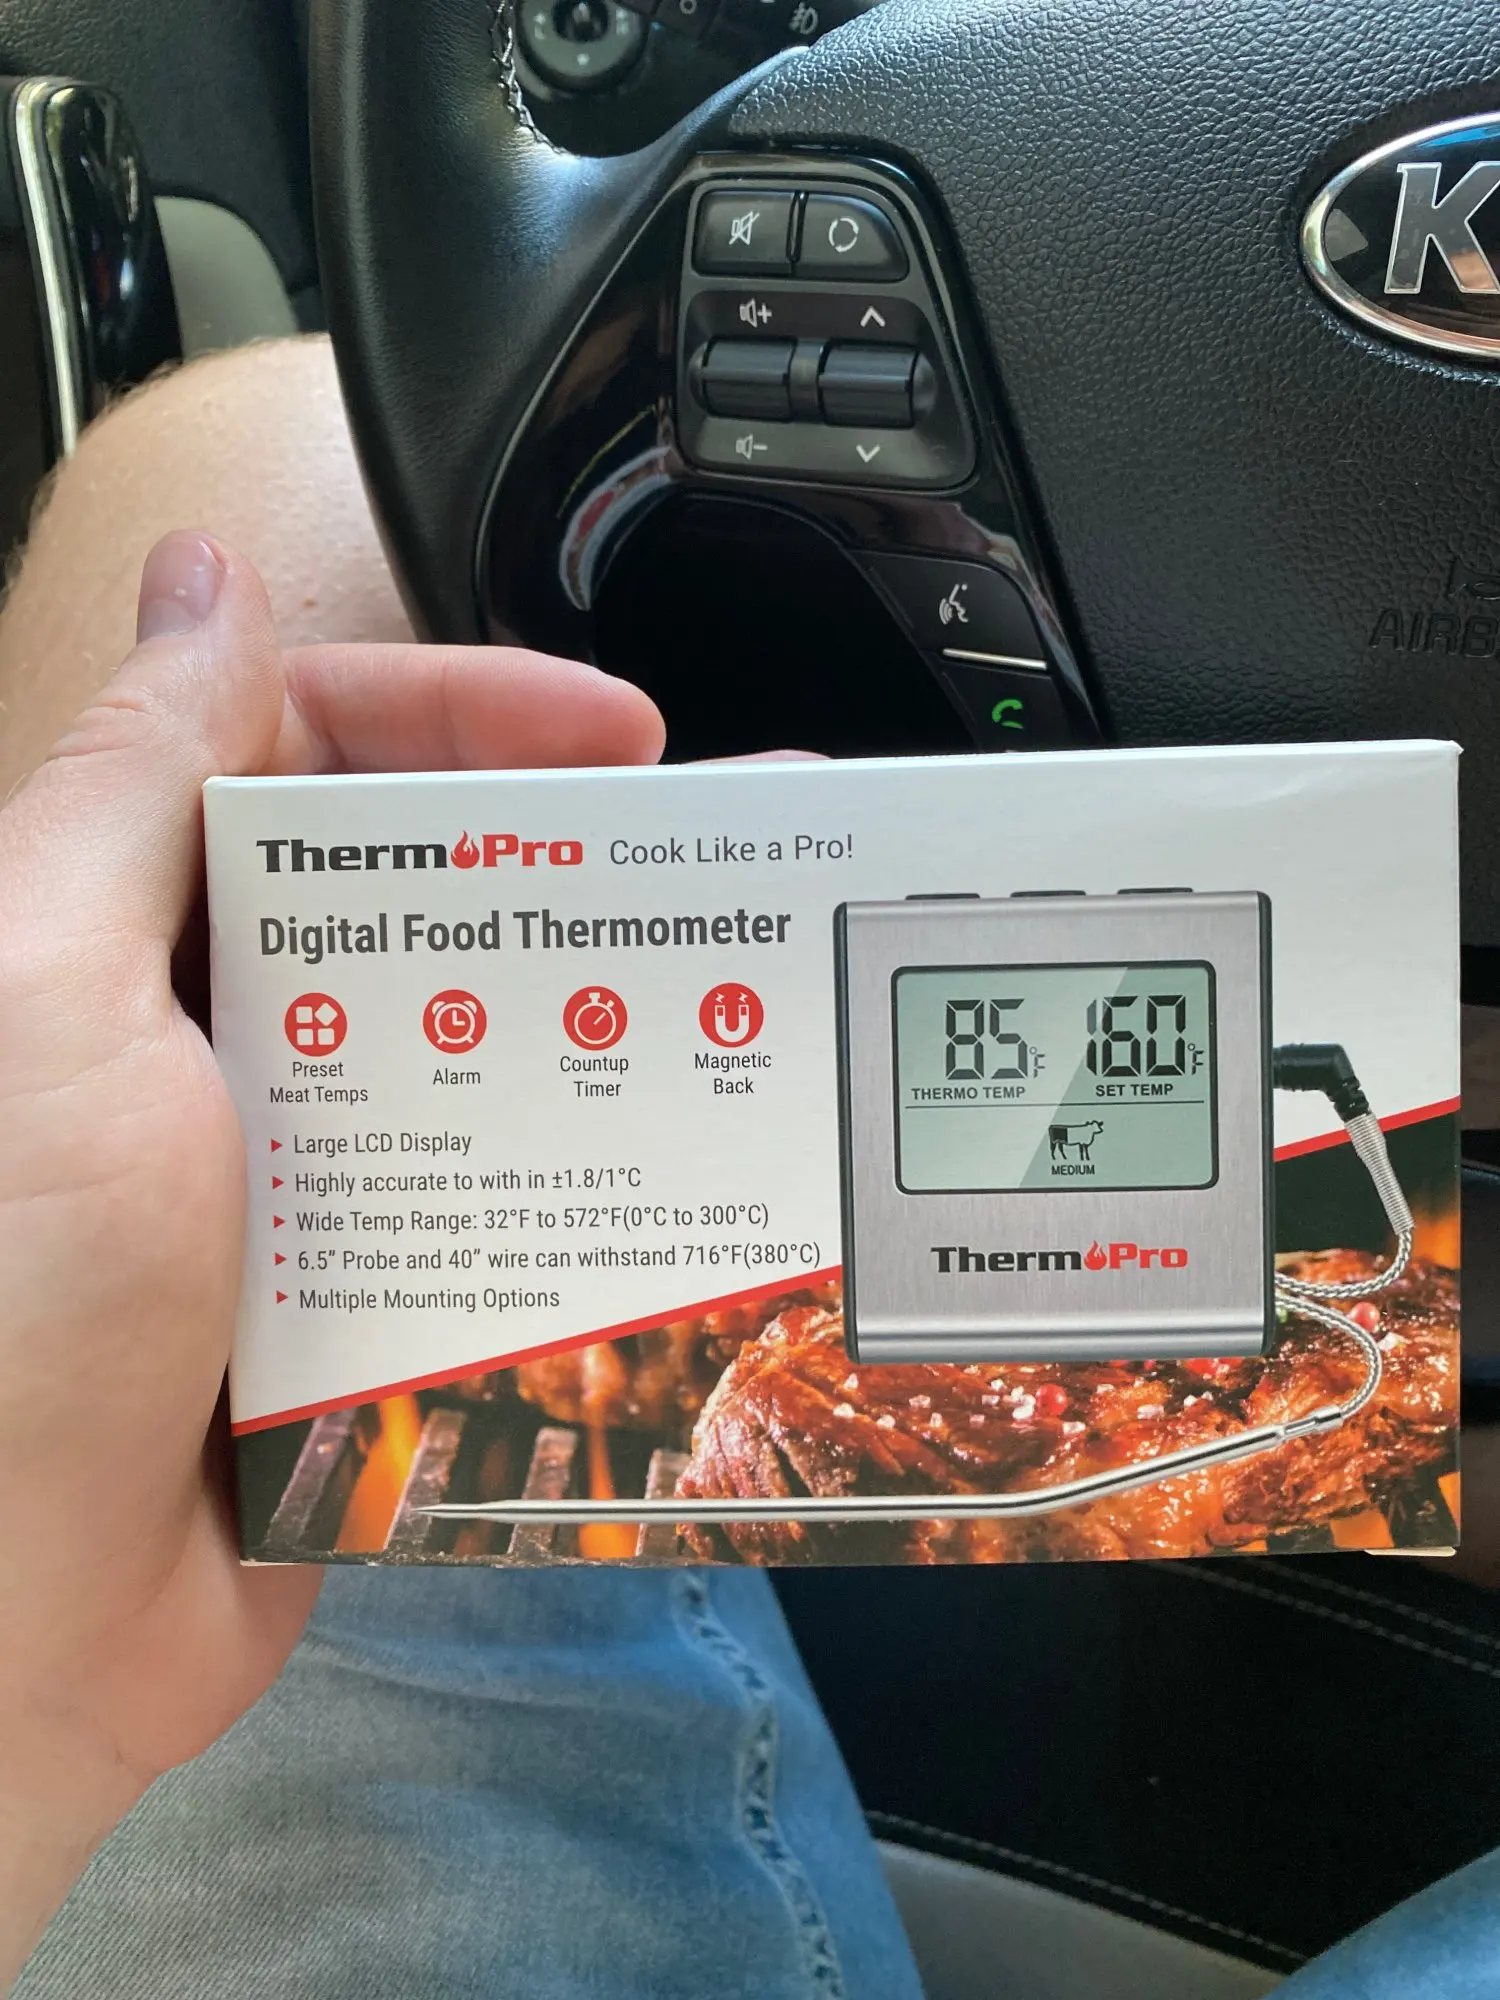 K
AIRB
ThermoPro Cook Like a Pro!
Digital Food Thermometer
Preset
Meat Temps
Alarm
Countup
Timer
Magnetic
Back
Large LCD Display
Highly accurate to with in ±1.8/1°C
Wide Temp Range: 32°F to 572°F(0°C to 300°C)
6.5” Probe and 40” wire can withstand 716°F(380°C)
Multiple Mounting Options
85°F 160°F
THERMO TEMP SET TEMP
MEDIUM
ThermoPro